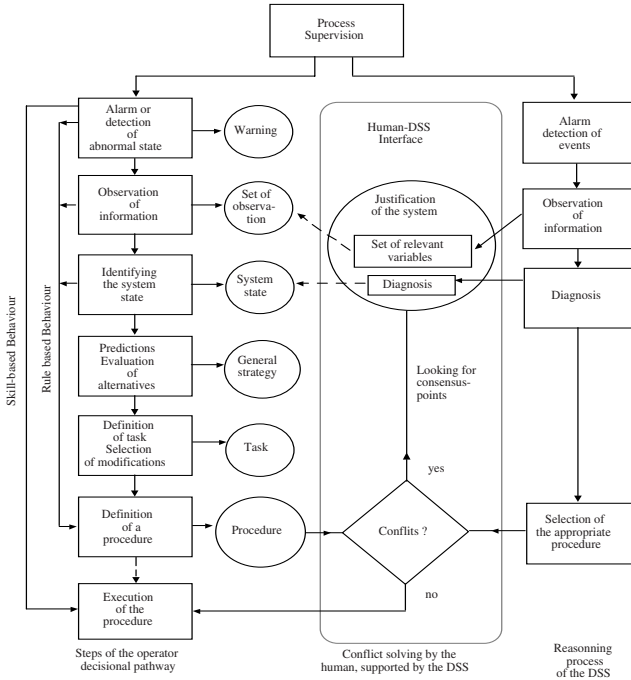 Process
Supervision
Alarm or
detection
of
abnormal state
Warning
Human-DSS
Interface
Alarm
detection of
events
Observation
of
information
Set of
observa-
tion
Justification
of the system
Set of relevant
variables
Observation
of
information
Identifying
the system
state
System
state
Diagnosis
Diagnosis
Skill-based Behaviour
Rule based Behaviour
Predictions
Evaluation
of
alternatives
General
strategy
Looking for
consensus-
points
Definition
of task
Selection
of modifications
Task
yes
Definition
of a
procedure
Procedure
Conflits ?
Selection of
the appropriate
procedure
no
Execution
of the
procedure
Steps of the operator
decisional pathway
Conflict solving by the
human, supported by the DSS
Reasonning
process
of the DSS